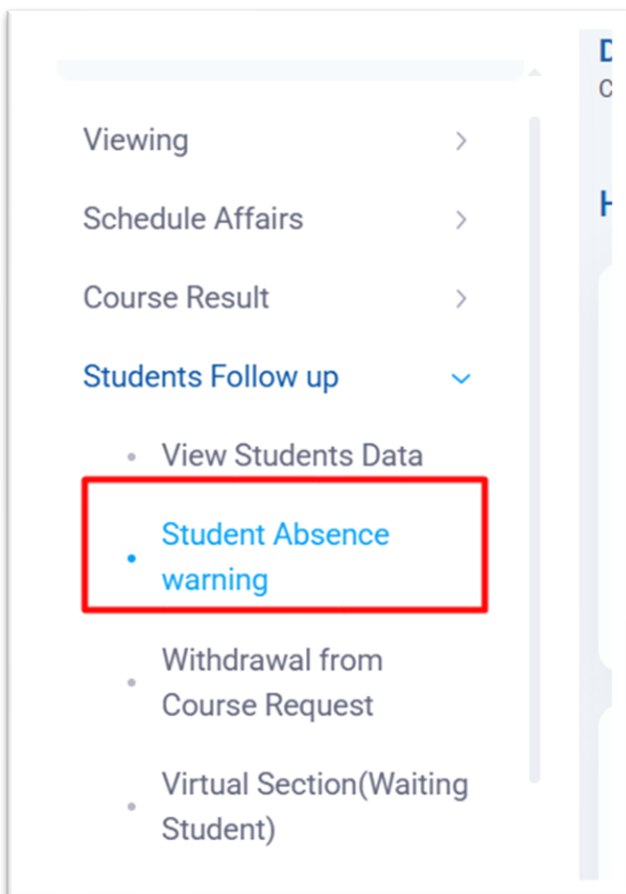 Viewing
Schedule Affairs
Course Result
Students Follow up
View Students Data
Student Absence
warning
Withdrawal from
Course Request
Virtual Section(Waiting
Student)